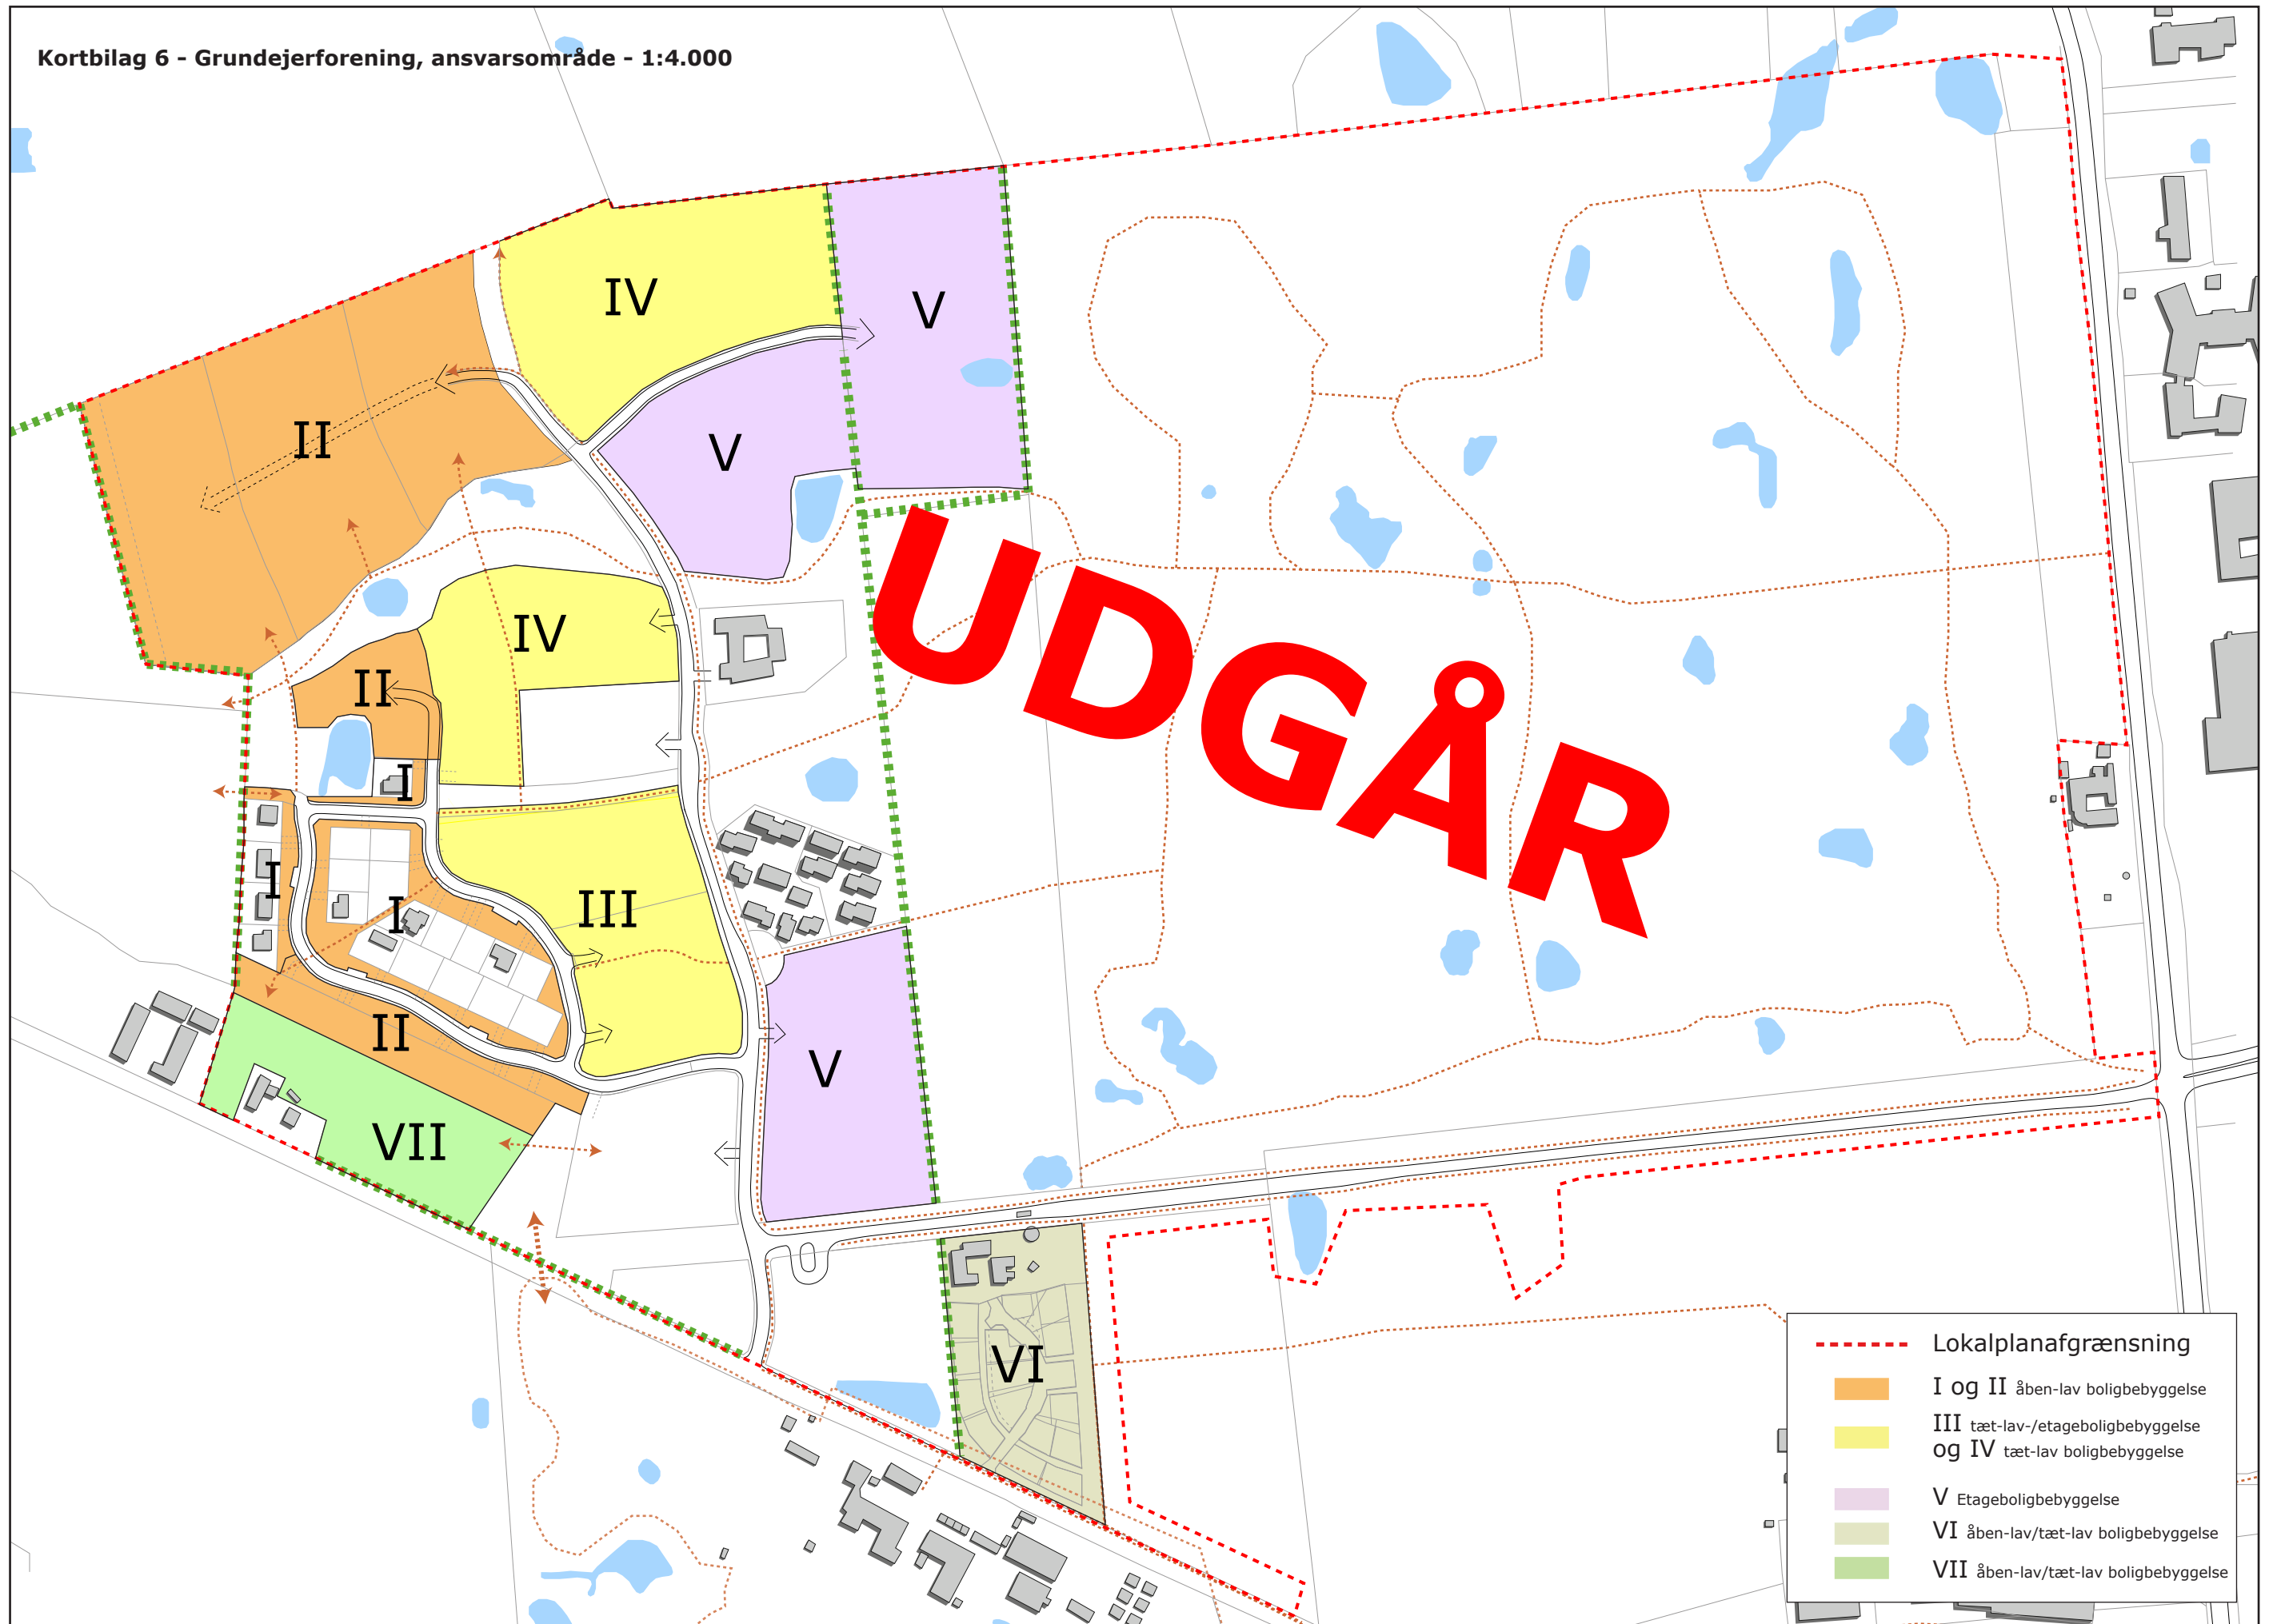 Kortbilag 6 - Grundejerforening, ansvarsområde - 1:4.000
IV
V
II
V
IV
II
I
I
I
III
II
V
VII
VI
UDGÅR
Lokalplanafgrænsning
I og II åben-lav boligbebyggelse
III tæt-lav-/etageboligbebyggelse
og IV tæt-lav boligbebyggelse
V Etageboligbebyggelse
VI åben-lav/tæt-lav boligbebyggelse
VII åben-lav/tæt-lav boligbebyggelse